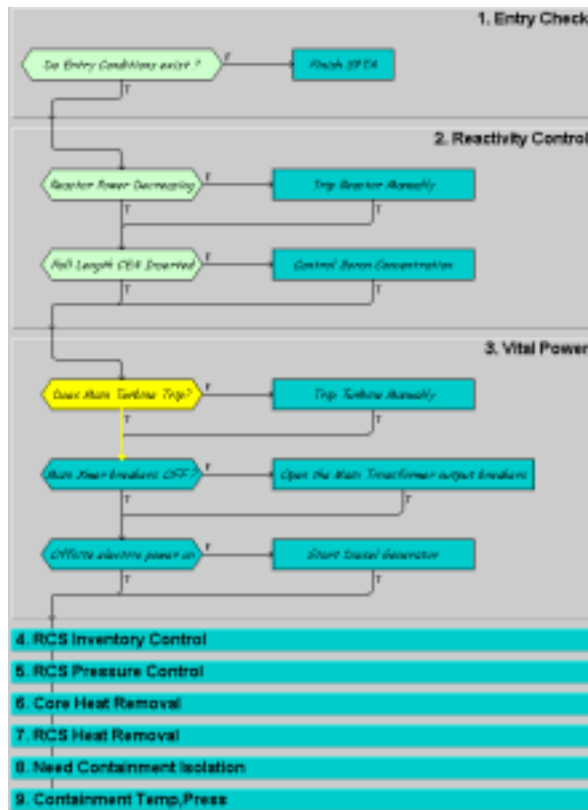 1. Entry Check
Do Entry Conditions exist ?
F
Finish SPTA
T
2. Reactivity Control
Reactor Power Decreasing
F
Trip Reactor Manually
T
T
Full Length CEA Inserted
F
Control Boron Concentration
T
T
3. Vital Power
Does Main Turbine Trip?
F
Trip Turbine Manually
T
T
Main Xmer breakers OFF?
F
Open the Main Transformer output breakers
T
T
Offsite electric power on
F
Start Diesel Generator
T
T
4. RCS Inventory Control
5. RCS Pressure Control
6. Core Heat Removal
7. RCS Heat Removal
8. Need Containment Isolation
9. Containment Temp,Press